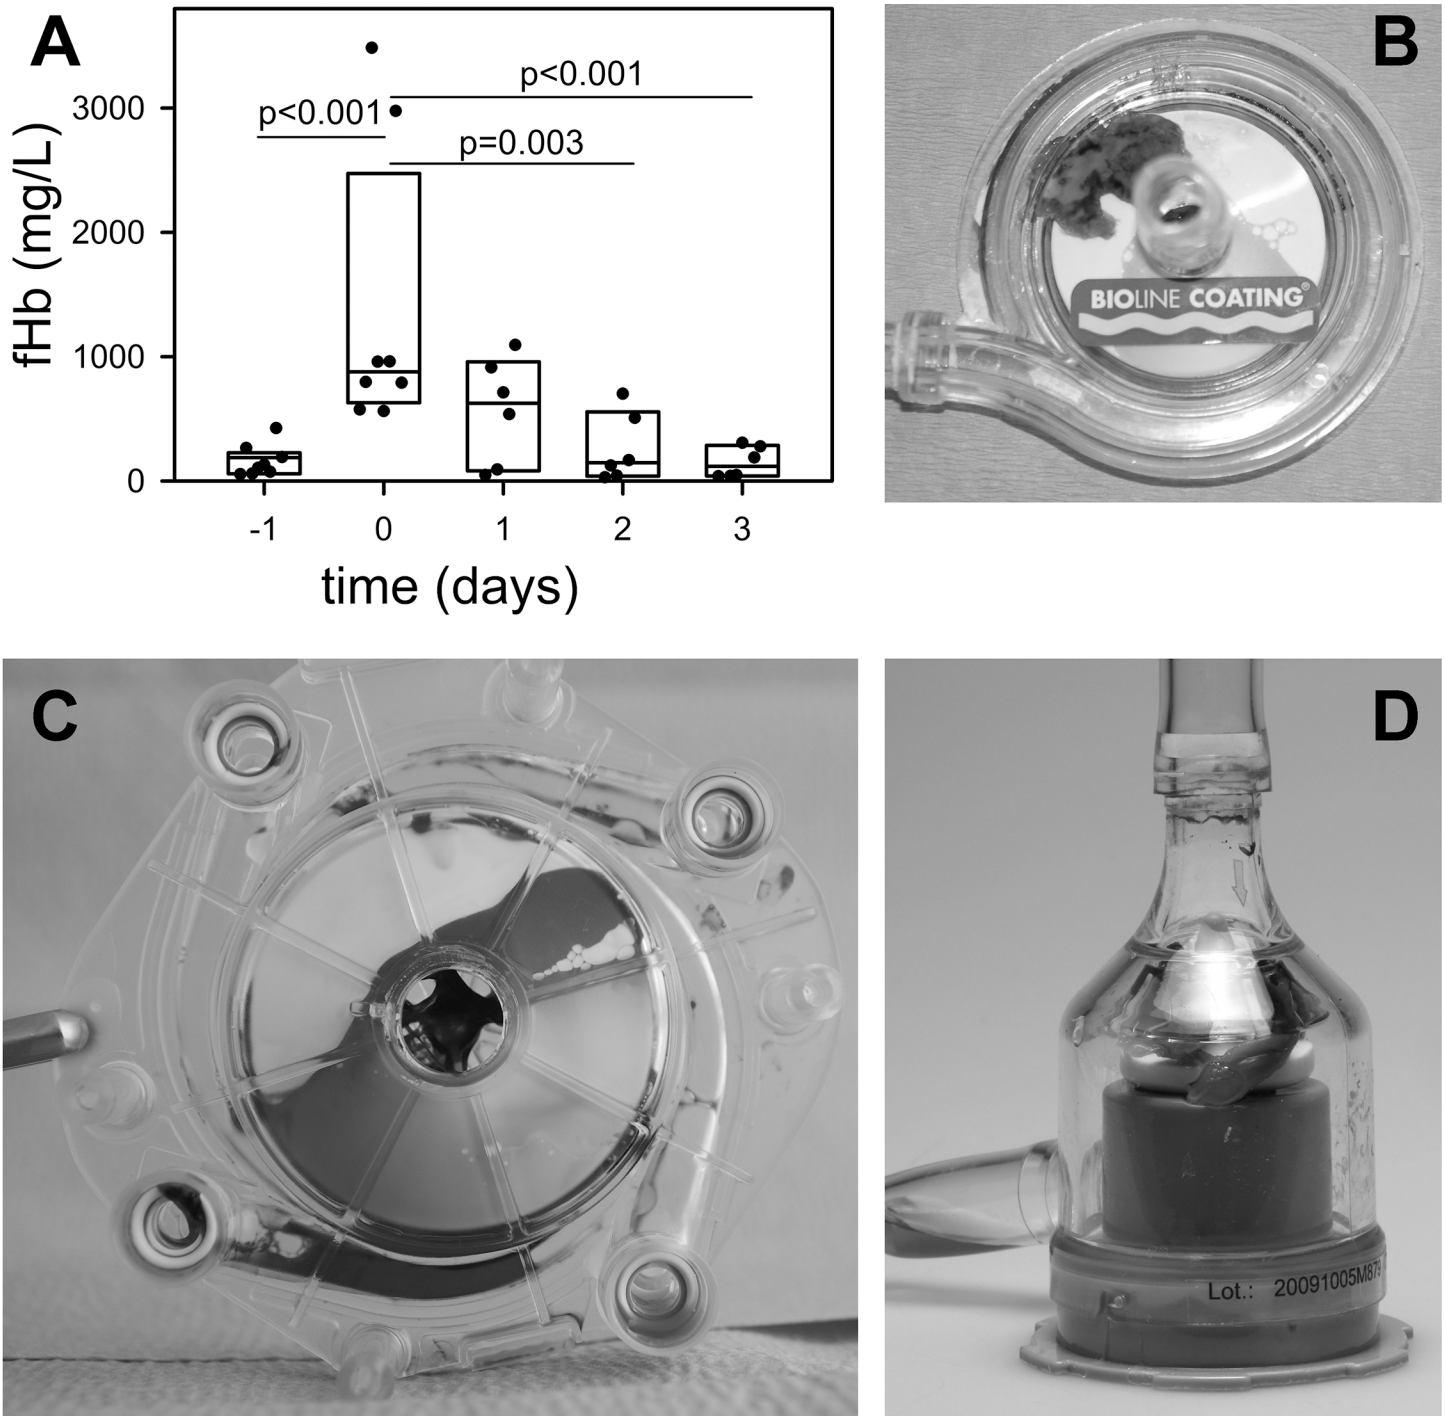 A
fHb (mg/L)
3000
2000
1000
0
p<0.001
p<0.001
p=0.003
-1 0 1 2 3
time (days)
B
BIOLINE COATING®
C
D
Lot.: 20091005M879